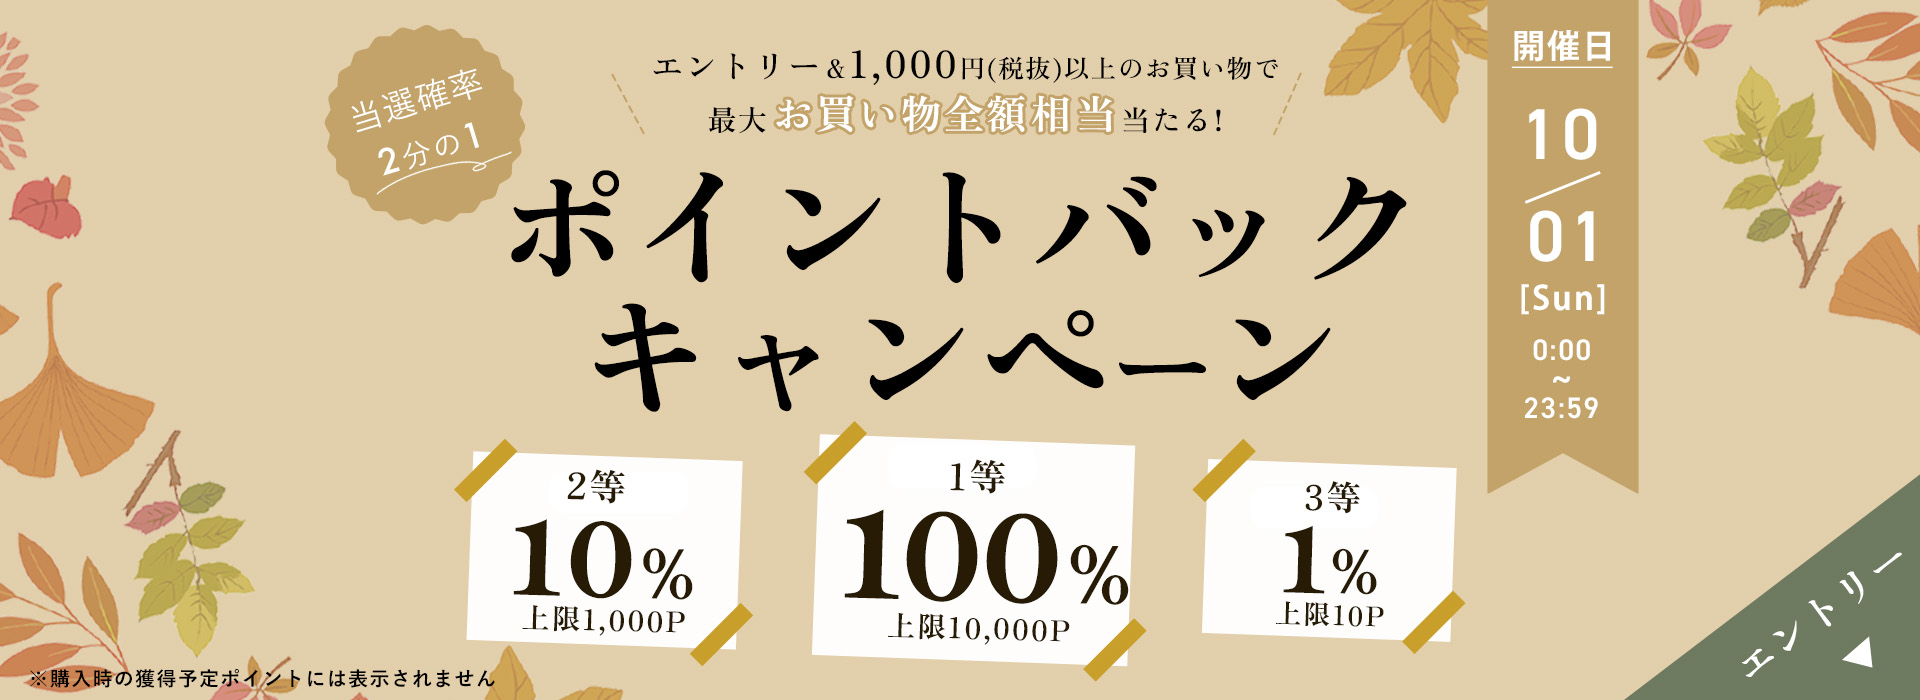 当選確率
2分の1
エントリー&1,000円(税抜)以上のお買い物で
最大お買い物全額相当当たる!
ポイントバック
キャンペーン
開催日
10
01
[Sun]
0:00
~
23:59
2等
10%
上限1,000P
1等
100%
上限10,000P
3等
1%
上限10P
エントリー
※購入時の獲得予定ポイントには表示されません